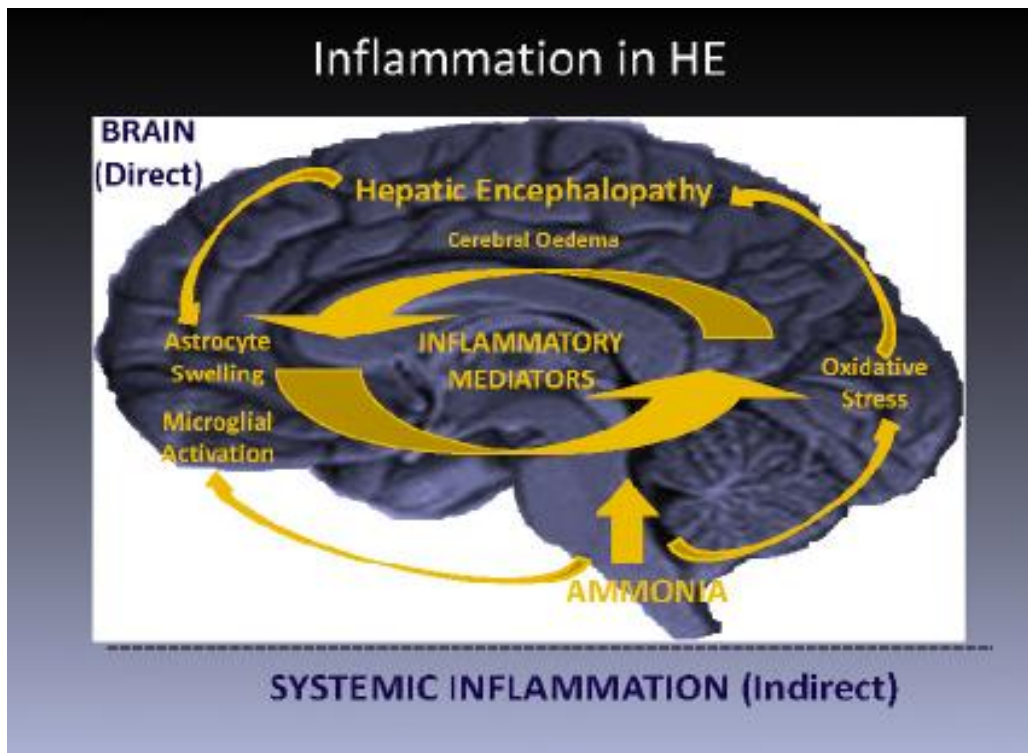 Inflammation in HE
BRAIN
(Direct)
Hepatic Encephalopathy
Cerebral Oedema
Astrocyte
Swelling
INFLAMMATORY
MEDIATORS
Oxidative
Stress
Microglial
Activation
AMMONIA
SYSTEMIC INFLAMMATION (Indirect)